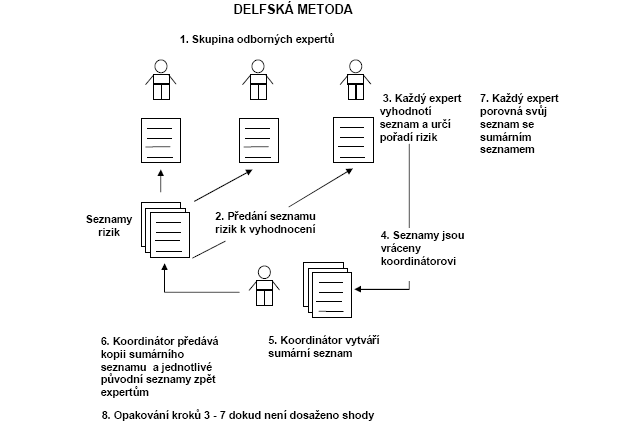 DELFSKÁ METODA
1. Skupina odborných expertů
3. Každý expert
vyhodnotí
seznam a určí
pořadí rizik
7. Každý expert
porovná svůj
seznam se
sumárním
seznamem
Seznamy
rizik
2. Předání seznamu
rizik k vyhodnocení
4. Seznamy jsou
vráceny
koordinátorovi
6. Koordinátor předává
kopii sumárního
seznamu a jednotlivé
původní seznamy zpět
expertům
5. Koordinátor vytváří
sumární seznam
8. Opakování kroků 3 - 7 dokud není dosaženo shody